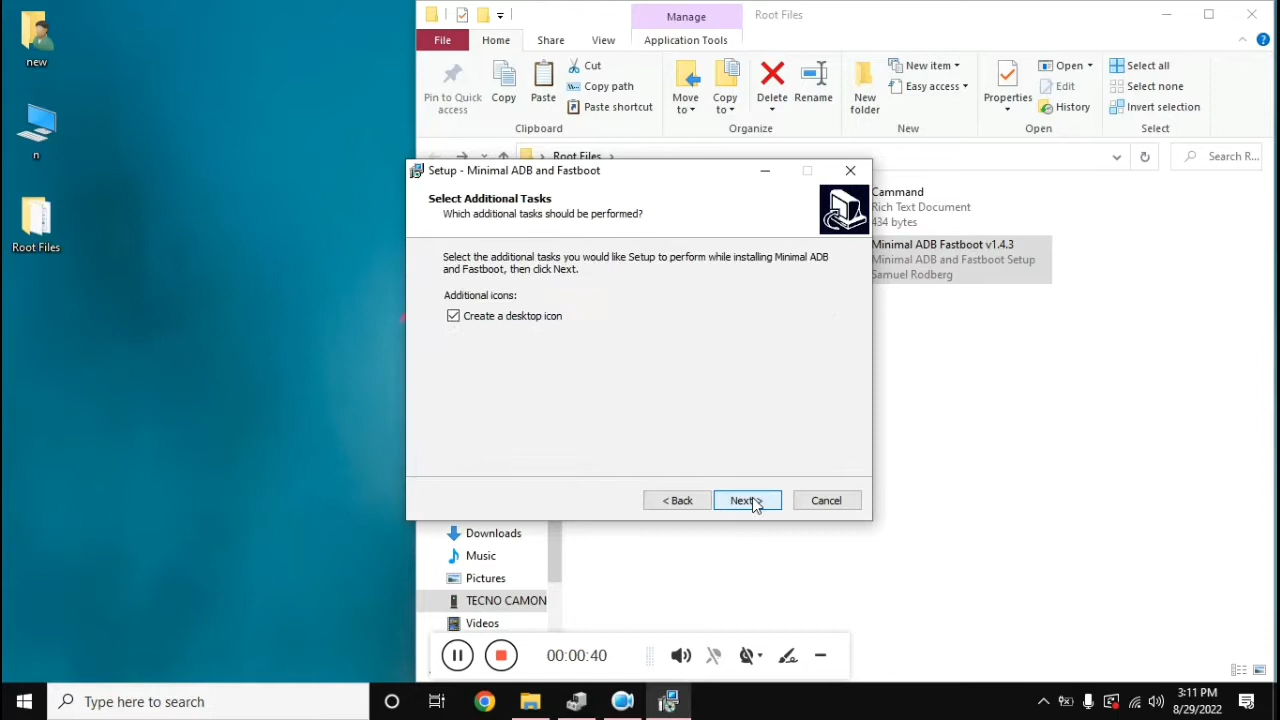 new
n
Root Files
Manage
Root Files
File
Home
Share
View
Application Tools
Pin to Quick access
Copy
Paste
Cut
Copy path
Paste shortcut
Clipboard
Move to
Copy to
Delete
Rename
Organize
New folder
New item
Easy access
New
Properties
Open
Edit
History
Open
Select all
Select none
Invert selection
Select
Root Files
Search R...
Cammand
Rich Text Document
434 bytes
Minimal ADB Fastboot v1.4.3
Minimal ADB and Fastboot Setup
Samuel Rodberg
Setup - Minimal ADB and Fastboot
Select Additional Tasks
Which additional tasks should be performed?
Select the additional tasks you would like Setup to perform while installing Minimal ADB
and Fastboot, then click Next.
Additional icons:
Create a desktop icon
< Back
Next >
Cancel
Downloads
Music
Pictures
TECNO CAMON
Videos
00:00:40
Type here to search
3:11 PM
8/29/2022